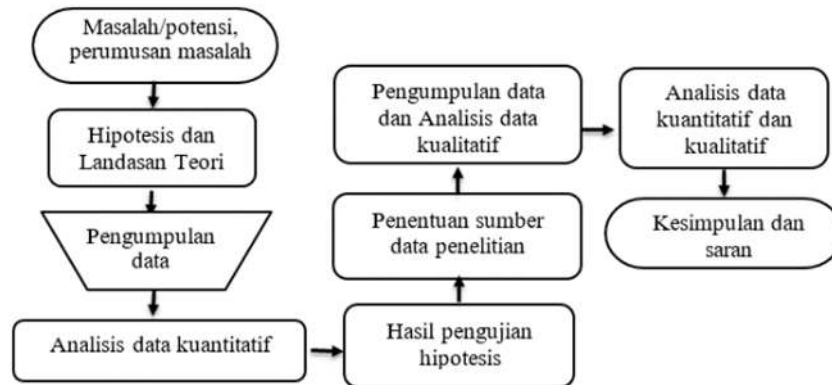 Masalah/potensi,
perumusan masalah
Hipotesis dan
Landasan Teori
Pengumpulan
data
Analisis data kuantitatif
Hasil pengujian
hipotesis
Penentuan sumber
data penelitian
Pengumpulan data
dan Analisis data
kualitatif
Analisis data
kuantitatif dan
kualitatif
Kesimpulan dan
saran